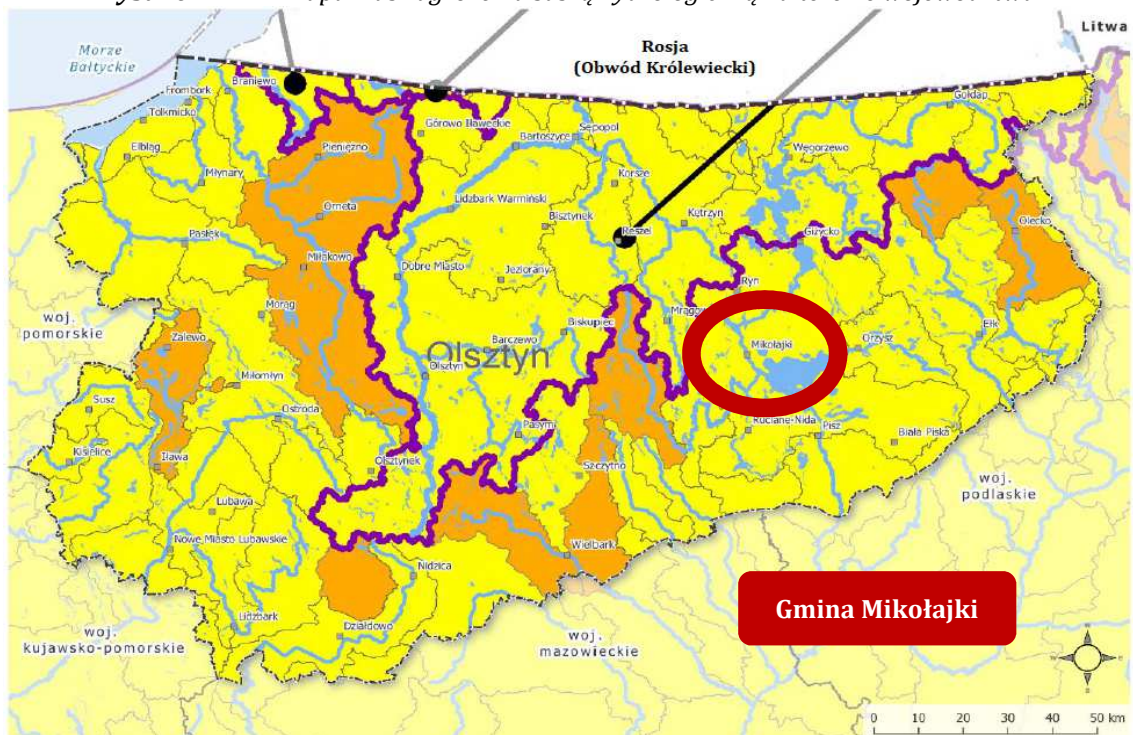 Morze
Bałtyckie
Rosja
(Obwód Królewiecki)
Litwa
Frombork
Braniewo
Tolkmicko
Gołdap
Górowo Iławeckie
Sępopol
Bartoszyce
Węgorzewo
Elbląg
Pieniężno
Młynary
Korsze
Lidzbark Warmiński
Kętrzyn
Orneta
Bisztynek
Reszel
Olecko
Pasłęk
Giżycko
Miłakowo
Dobre Miasto
Jeziorany
Ryn
Morąg
Mrągowo
woj.
pomorskie
Biskupiec
Ełk
Zalewo
Barczewo
Mikołajki
Orzysz
Olsztyn
Olsztyn
Miłomłyn
Susz
Ostróda
Pasym
Ruciane-Nida
Pisz
Biała Piska
Kisielice
Iława
Olsztynek
Szczytno
woj.
podlaskie
Lubawa
Nowe Miasto Lubawskie
Wielbark
Nidzica
Gmina Mikołajki
Lidzbark
Działdowo
woj.
kujawsko-pomorskie
woj.
mazowieckie
0 10 20 30 40 50 km